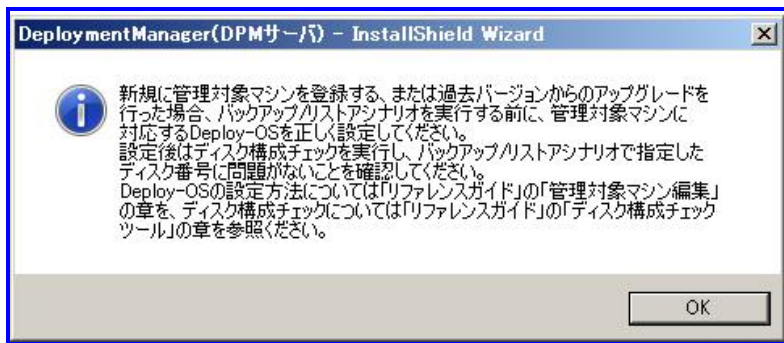 DeploymentManager(DPMサーバ) - InstallShield Wizard
新規に管理対象マシンを登録する、または過去バージョンからのアップグレードを
行った場合、バックアップ/リストアシナリオを実行する前に、管理対象マシンに
対応するDeploy-OSを正しく設定してください。
設定後はディスク構成チェックを実行し、バックアップ/リストアシナリオで指定した
ディスク番号に問題がないことを確認してください。
Deploy-OSの設定方法については「リファレンスガイド」の「管理対象マシン編集」
の章を、ディスク構成チェックについては「リファレンスガイド」の「ディスク構成チェック
ツール」の章を参照ください。
OK